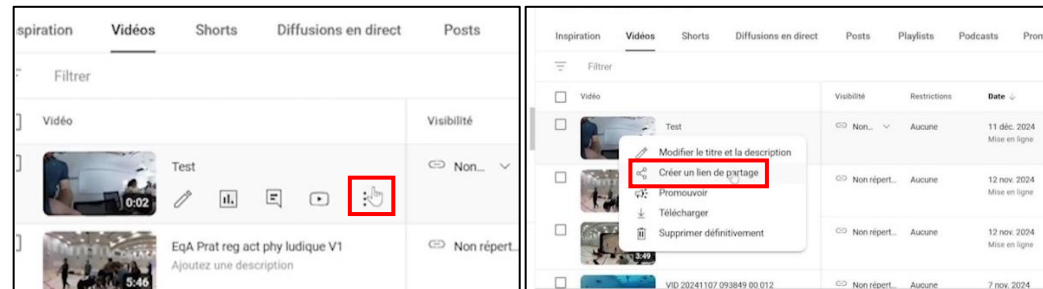 spiration Vidéos Shorts Diffusions en direct Posts
Filtrer
Vidéo Visibilité
Test Non...
0:02
EqA Prat reg act phy ludique V1 Non répert...
Ajoutez une description
5:46
Inspiration Vidéos Shorts Diffusions en direct Posts Playlists Podcasts Pron
Filtrer
Vidéo Visibilité Restrictions Date
Test Non... Aucune 11 déc. 2024
Mise en ligne
Modifier le titre et la description
Créer un lien de partage
Non répert... Aucune 12 nov. 2024
Mise en ligne
Promouvoir
Télécharger
Supprimer définitivement
Non répert... Aucune 12 nov. 2024
Mise en ligne
3:49
VID 20241107 093849 00 012 Non répert... Aucune 7 nov. 2024